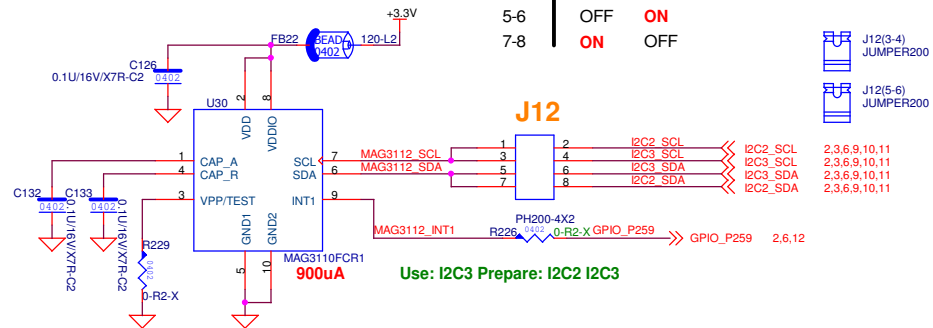 5-6 OFF ON
7-8 ON OFF
+3.3V
FB22 BEAD 120-L2
0402
C126
0402
0.1U/16V/X7R-C2
J12(3-4)
JUMPER200
J12(5-6)
JUMPER200
U30
2 8
VDD VDDIO
J12
1 CAP_A
4 CAP_R
3 VPP/TEST
SCL 7 MAG3112_SCL
SDA 6 MAG3112_SDA
INT1 9
GND1 GND2
5 10
MAG3110FCR1
900uA
1 2 I2C2_SCL I2C2_SCL 2,3,6,9,10,11
3 4 I2C3_SCL I2C3_SCL 2,3,6,9,10,11
5 6 I2C3_SDA I2C3_SDA 2,3,6,9,10,11
7 8 I2C2_SDA I2C2_SDA 2,3,6,9,10,11
PH200-4X2
C132 C133
0402 0402
0.1U/16V/X7R-C2
0.1U/16V/X7R-C2
R229
0402
0-R2-X
MAG3112_INT1 R226 0402 0-R2-X GPIO_P259 GPIO_P259 2,6,12
Use: I2C3 Prepare: I2C2 I2C3